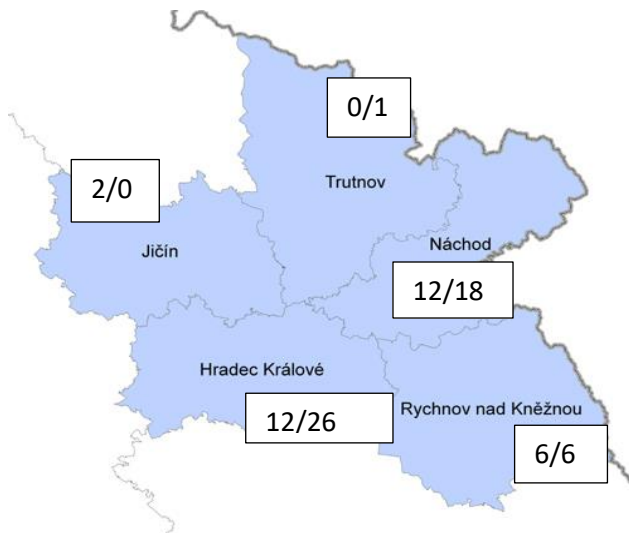 0/1
Trutnov
2/0
Náchod
Jičín
12/18
Hradec Králové
Rychnov nad Kněžnou
12/26
6/6